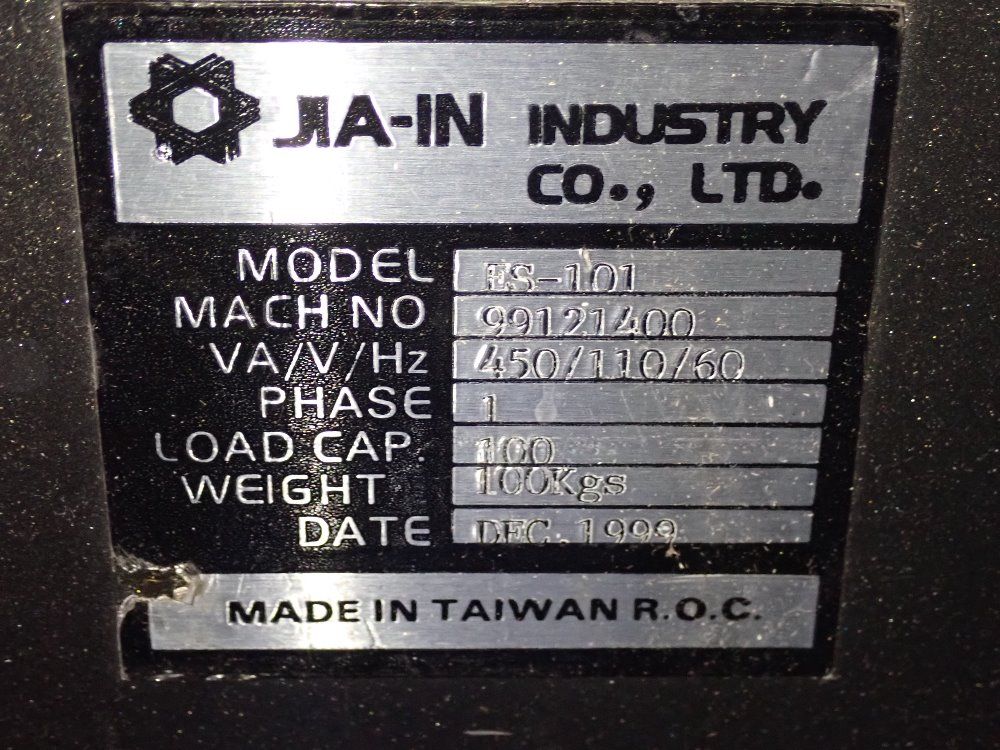 JIA-IN INDUSTRY
CO., LTD.
MODEL ES-101
MACH NO 99121400
VA/V/Hz 450/110/60
PHASE 1
LOAD CAP. 100
WEIGHT 100Kgs
DATE DEC.1999
MADE IN TAIWAN R.O.C.